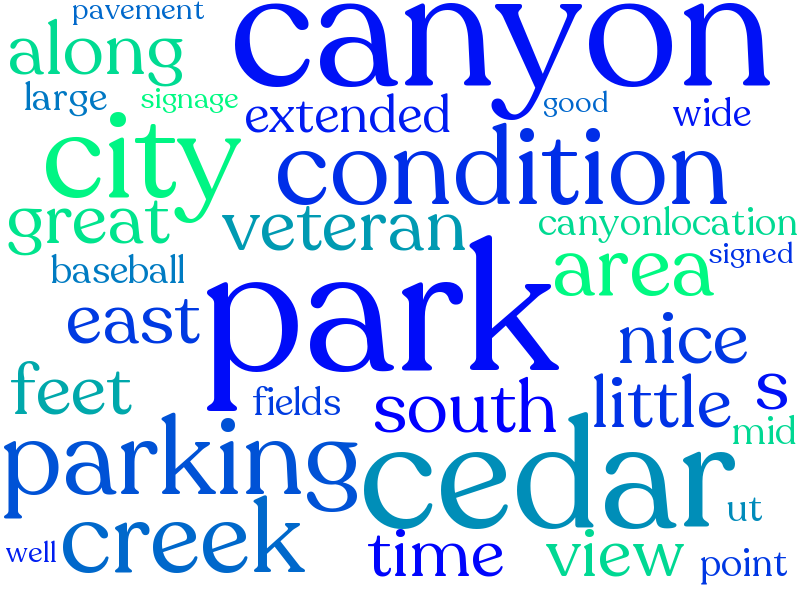 pavement
canyon
along
large
signage
extended
good
wide
city
condition
great
veteran
canyonlocation
area
signed
baseball
park
east
nice
feet
fields
south
little
s
mid
parking
cedar
creek
ut
well
time
view
point